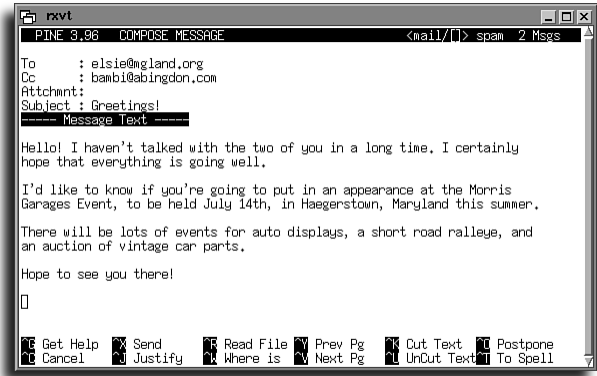 rxvt
PINE 3.96 COMPOSE MESSAGE <mail/[]> spam 2 Msgs
To : elsie@mgland.org
Cc : bambi@abingdon.com
Attchmnt:
Subject : Greetings!
----- Message Text -----
Hello! I haven't talked with the two of you in a long time. I certainly
hope that everything is going well.
I'd like to know if you're going to put in an appearance at the Morris
Garages Event, to be held July 14th, in Haegerstown, Maryland this summer.
There will be lots of events for auto displays, a short road ralleye, and
an auction of vintage car parts.
Hope to see you there!
^G Get Help ^X Send ^R Read File ^Y Prev Pg ^K Cut Text ^O Postpone
^C Cancel ^J Justify ^W Where is ^V Next Pg ^U UnCut Text ^T To Spell